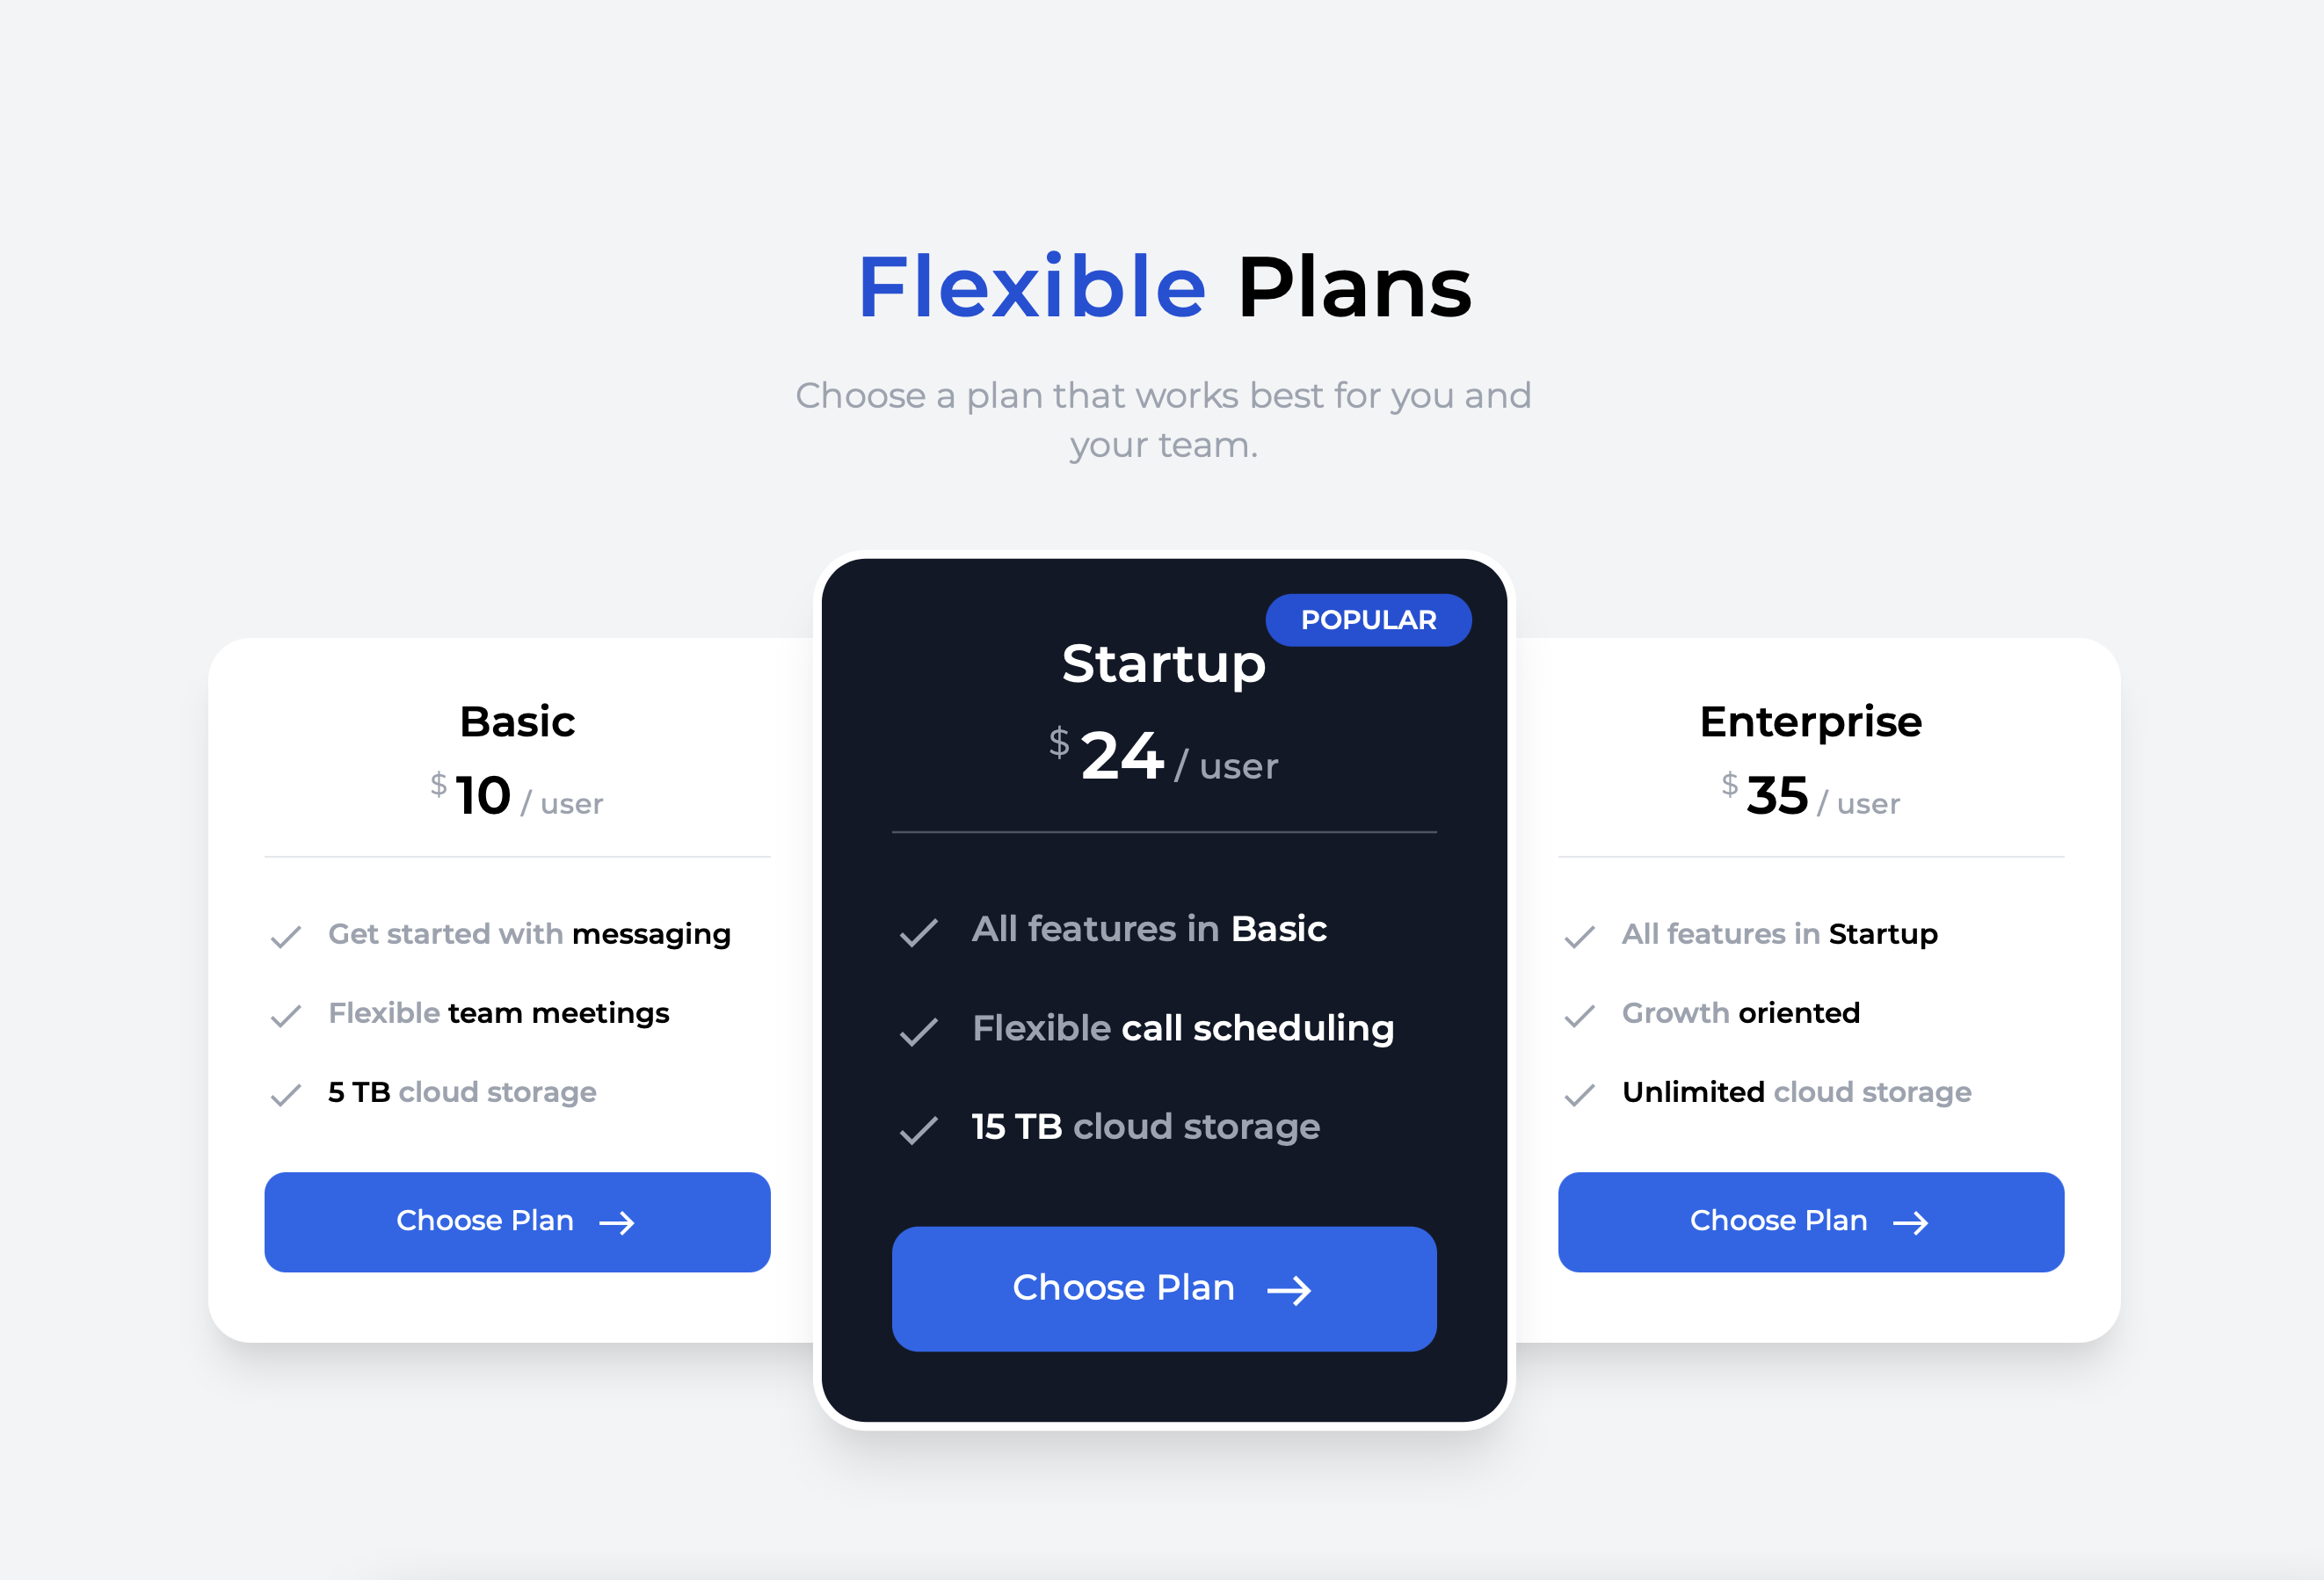 Flexible Plans
Choose a plan that works best for you and
your team.
Basic
$ 10 / user
Get started with messaging
Flexible team meetings
5 TB cloud storage
Choose Plan →
POPULAR
Startup
$ 24 / user
All features in Basic
Flexible call scheduling
15 TB cloud storage
Choose Plan →
Enterprise
$ 35 / user
All features in Startup
Growth oriented
Unlimited cloud storage
Choose Plan →